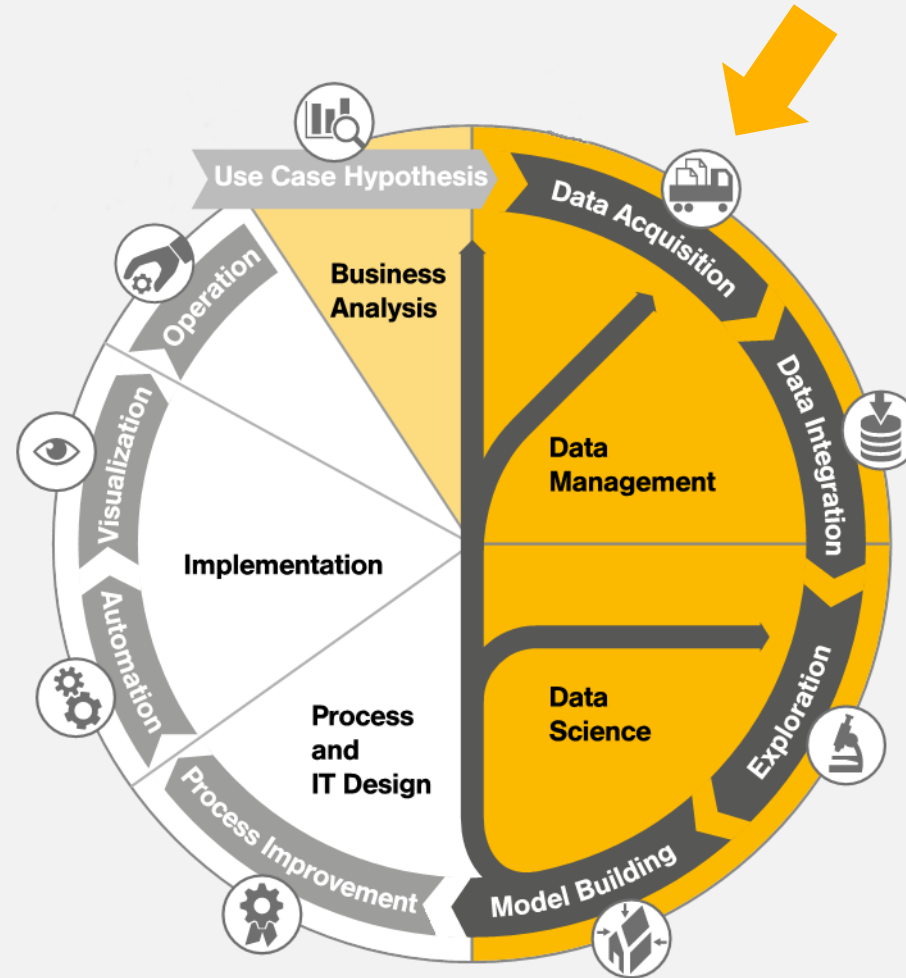 Use Case Hypothesis
Data Acquisition
Data Integration
Exploration
Model Building
Process Improvement
Automation
Visualization
Operation
Business
Analysis
Data
Management
Data
Science
Process
and
IT Design
Implementation